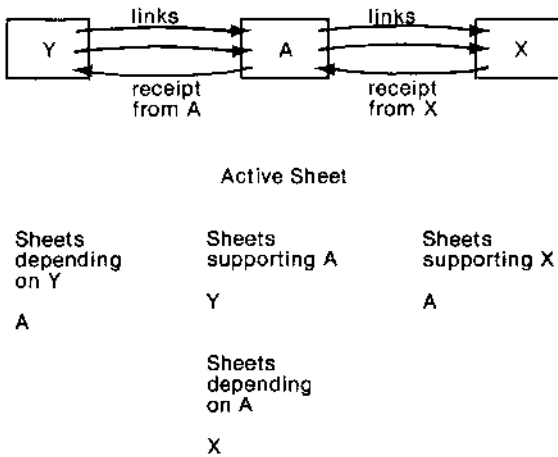 links
links
Y
A
X
receipt
from A
receipt
from X
Active Sheet
Sheets
depending
on Y
A
Sheets
supporting A
Y
Sheets
supporting X
A
Sheets
depending
on A
X